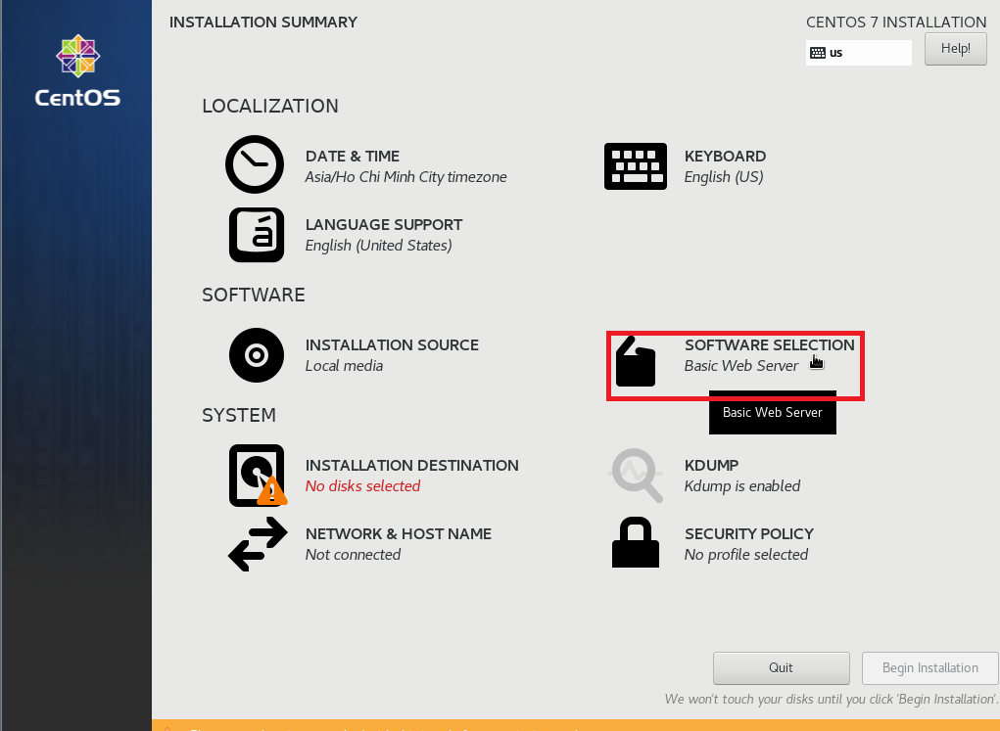 INSTALLATION SUMMARY
CENTOS 7 INSTALLATION
us
Help!
CentOS
LOCALIZATION
DATE & TIME
Asia/Ho Chi Minh City timezone
KEYBOARD
English (US)
á
LANGUAGE SUPPORT
English (United States)
SOFTWARE
INSTALLATION SOURCE
Local media
SOFTWARE SELECTION
Basic Web Server
Basic Web Server
SYSTEM
INSTALLATION DESTINATION
No disks selected
KDUMP
Kdump is enabled
NETWORK & HOST NAME
Not connected
SECURITY POLICY
No profile selected
Quit
Begin Installation
We won't touch your disks until you click 'Begin Installation'.